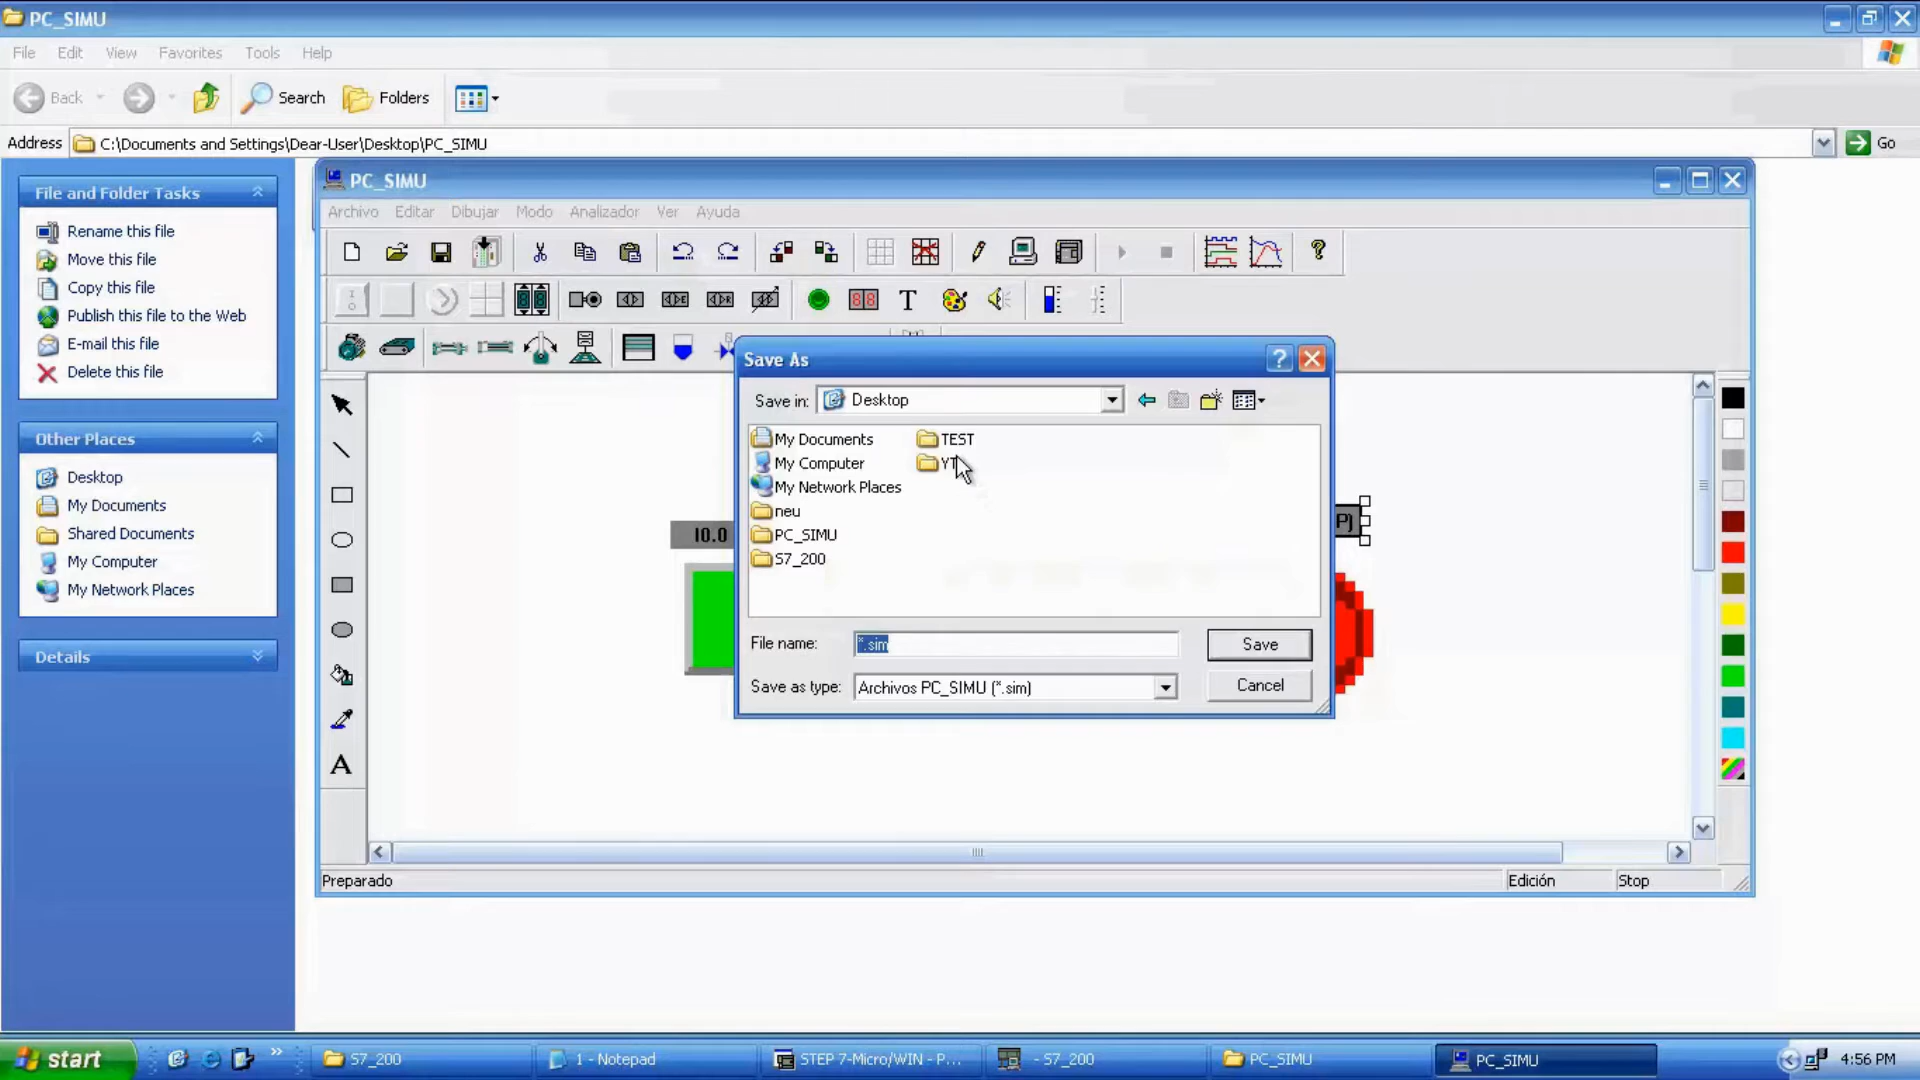 PC_SIMU
File Edit View Favorites Tools Help
Back Search Folders
Address C:\Documents and Settings\Dear-User\Desktop\PC_SIMU Go
File and Folder Tasks
Rename this file
Move this file
Copy this file
Publish this file to the Web
E-mail this file
Delete this file
Other Places
Desktop
My Documents
Shared Documents
My Computer
My Network Places
Details
PC_SIMU
Archivo Editar Dibujar Modo Analizador Ver Ayuda
T
A
I0.0
Save As
Save in: Desktop
My Documents
My Computer
My Network Places
neu
PC_SIMU
S7_200
TEST
YT
File name: *.sim Save
Save as type: Archivos PC_SIMU (*.sim) Cancel
Preparado Edición Stop
start S7_200 1 - Notepad STEP 7-Micro/WIN - P... - S7_200 PC_SIMU PC_SIMU 4:56 PM